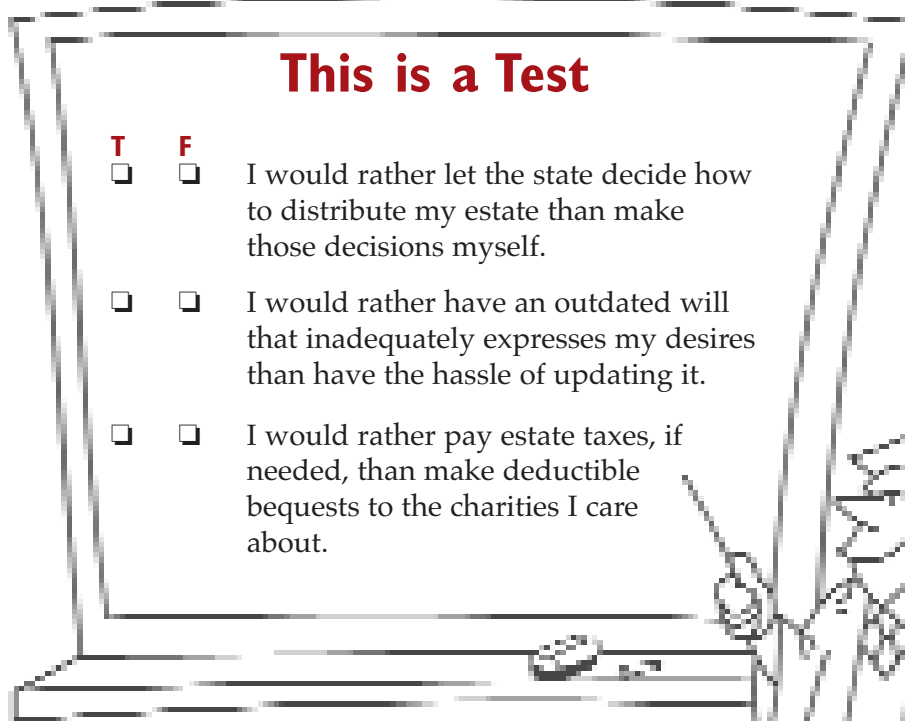 This is a Test
T F
❏ ❏ I would rather let the state decide how
to distribute my estate than make
those decisions myself.
❏ ❏ I would rather have an outdated will
that inadequately expresses my desires
than have the hassle of updating it.
❏ ❏ I would rather pay estate taxes, if
needed, than make deductible
bequests to the charities I care
about.